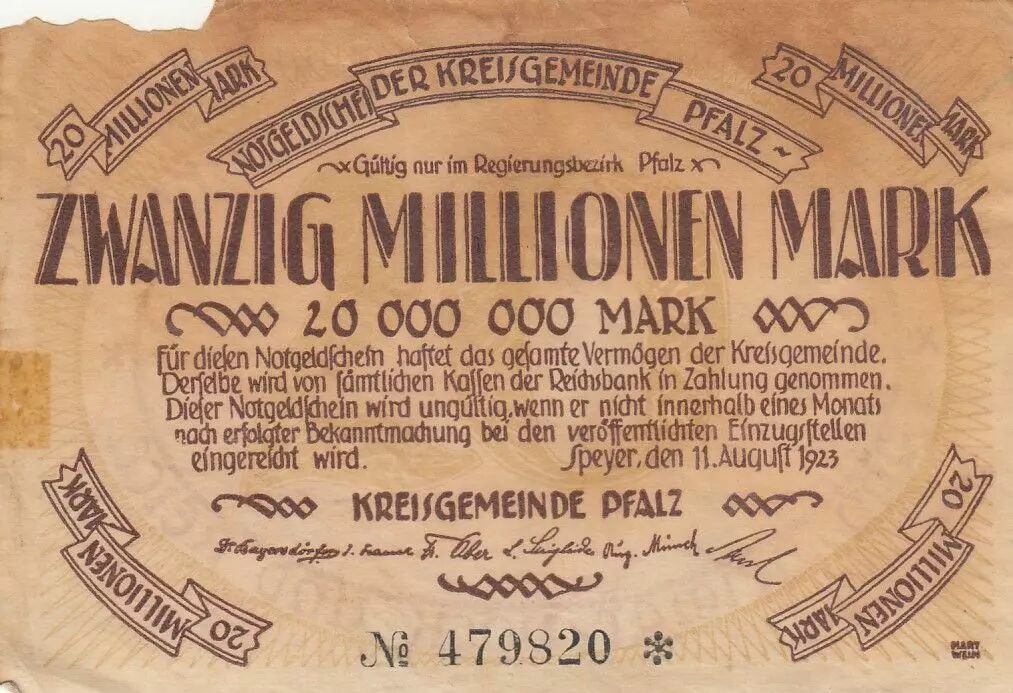 20 MILLIONEN MARK
NOTGELDSCHEIN DER KREISGEMEINDE PFALZ
20 MILLIONEN MARK
Gültig nur im Regierungsbezirk Pfalz
ZWANZIG MILLIONEN MARK
20 000 000 MARK
Für dieſen Notgeldſchein haftet das geſamte Vermögen der Kreisgemeinde.
Derſelbe wird von ſämtlichen Kaſſen der Reichsbank in Zahlung genommen.
Dieſer Notgeldſchein wird ungültig, wenn er nicht innerhalb eines Monats
nach erfolgter Bekanntmachung bei den veröffentlichten Einzugsſtellen
eingereicht wird. Speyer, den 11. Auguſt 1923
KREISGEMEINDE PFALZ
Dr. Bayersdörfer Münch
20 MILLIONEN MARK
20 MILLIONEN MARK
№ 479820 *